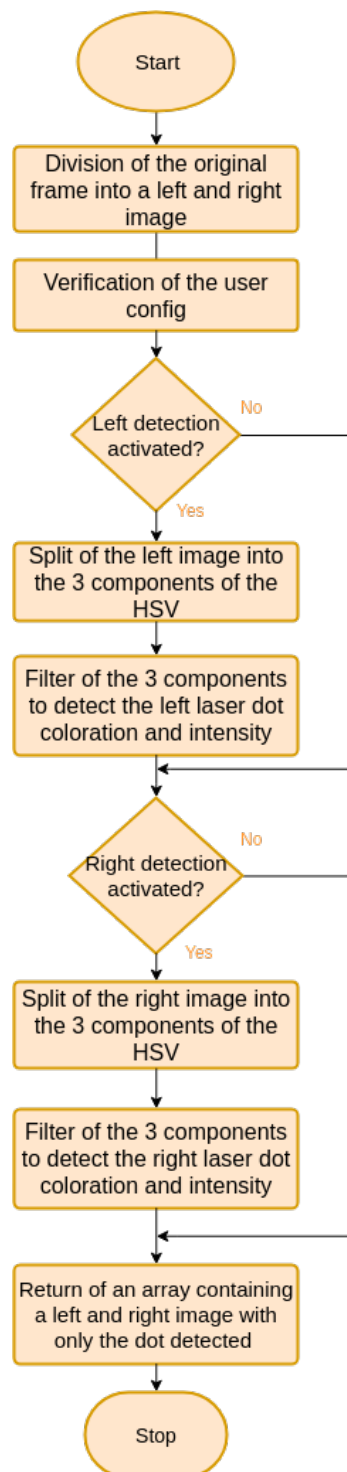 Start
Division of the original
frame into a left and right
image
Verification of the user
config
Left detection
activated?
No
Yes
Split of the left image into
the 3 components of the
HSV
Filter of the 3 components
to detect the left laser dot
coloration and intensity
Right detection
activated?
No
Yes
Split of the right image into
the 3 components of the
HSV
Filter of the 3 components
to detect the right laser dot
coloration and intensity
Return of an array containing
a left and right image with
only the dot detected
Stop